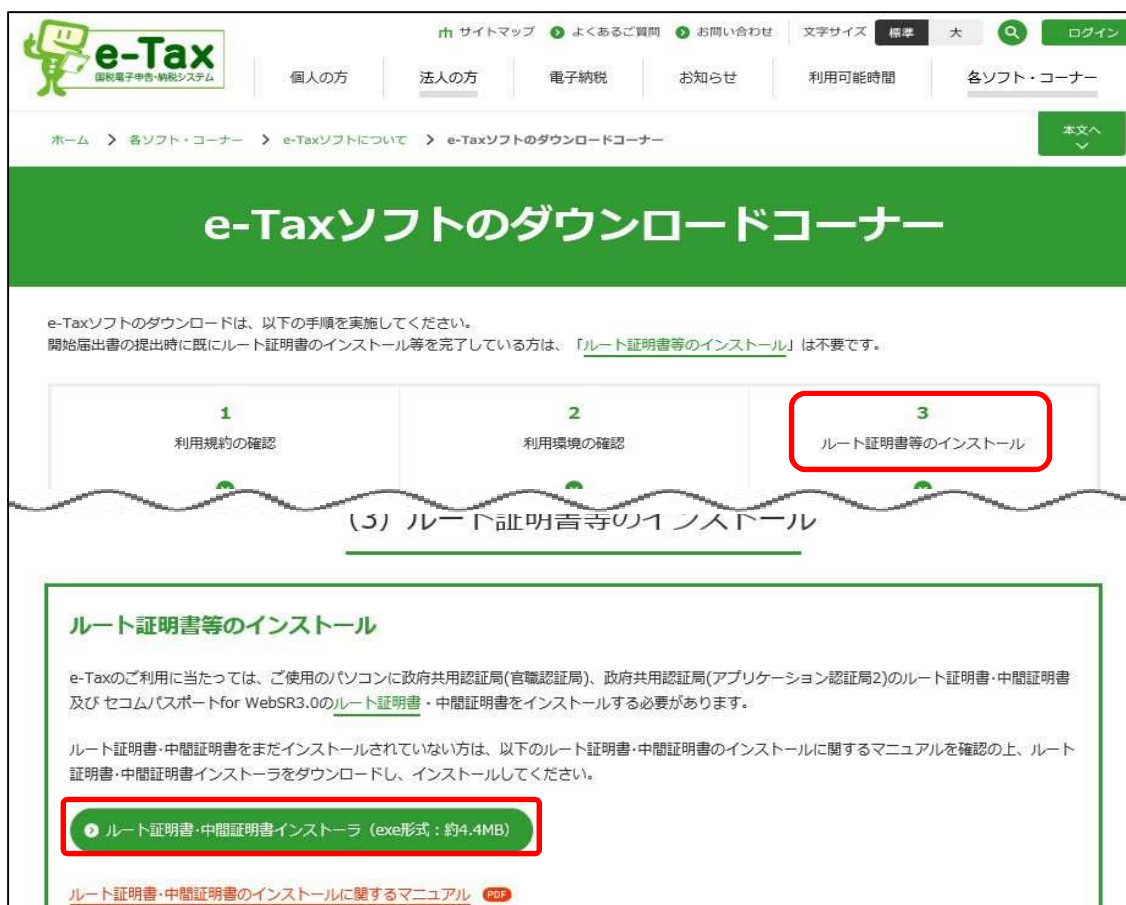 サイトマップ よくあるご質問 お問い合わせ 文字サイズ 標準 大 ログイン
e-Tax
国税電子申告・納税システム
個人の方 法人の方 電子納税 お知らせ 利用可能時間 各ソフト・コーナー
ホーム > 各ソフト・コーナー > e-Taxソフトについて > e-Taxソフトのダウンロードコーナー
本文へ
e-Taxソフトのダウンロードコーナー
e-Taxソフトのダウンロードは、以下の手順を実施してください。
開始届出書の提出時に既にルート証明書のインストール等を完了している方は、「ルート証明書等のインストール」は不要です。
1 2 3
利用規約の確認 利用環境の確認 ルート証明書等のインストール
(3) ルート証明書等のインストール
ルート証明書等のインストール
e-Taxのご利用に当たっては、ご使用のパソコンに政府共用認証局(官職認証局)、政府共用認証局(アプリケーション認証局2)のルート証明書・中間証明書
及び セコムパスポートfor WebSR3.0のルート証明書・中間証明書をインストールする必要があります。
ルート証明書・中間証明書をまだインストールされていない方は、以下のルート証明書・中間証明書のインストールに関するマニュアルを確認の上、ルート
証明書・中間証明書インストーラをダウンロードし、インストールしてください。
ルート証明書・中間証明書インストーラ（exe形式：約4.4MB）
ルート証明書・中間証明書のインストールに関するマニュアル PDF